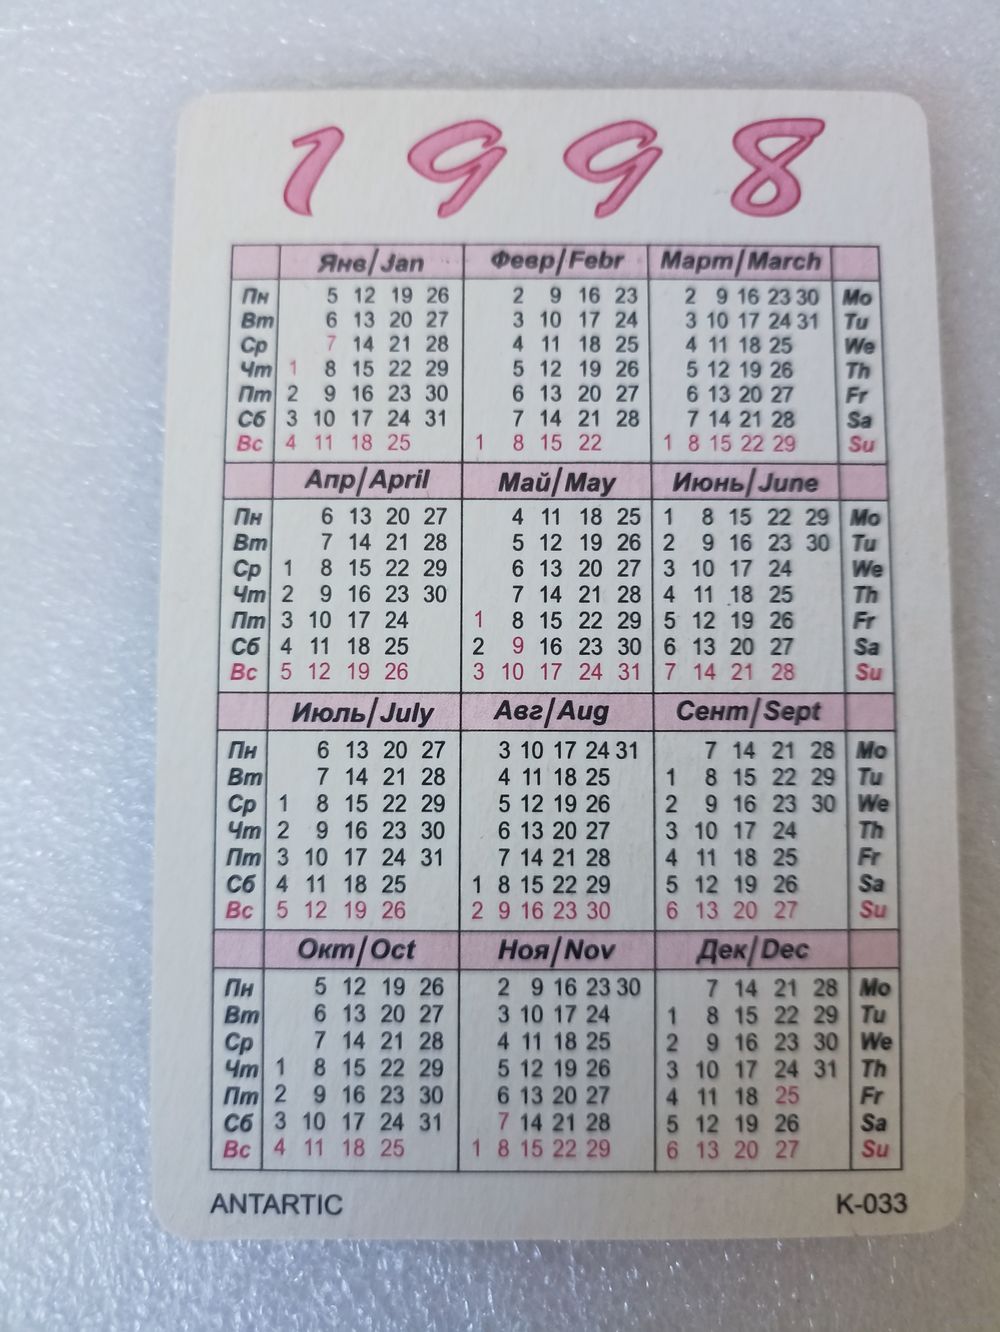 1998
Яне/Jan Февр/Febr Март/March
Пн 5 12 19 26 2 9 16 23 2 9 16 23 30 Mo
Вт 6 13 20 27 3 10 17 24 3 10 17 24 31 Tu
Ср 7 14 21 28 4 11 18 25 4 11 18 25 We
Чт 1 8 15 22 29 5 12 19 26 5 12 19 26 Th
Пт 2 9 16 23 30 6 13 20 27 6 13 20 27 Fr
Сб 3 10 17 24 31 7 14 21 28 7 14 21 28 Sa
Вс 4 11 18 25 1 8 15 22 1 8 15 22 29 Su
Апр/April Май/May Июнь/June
Пн 6 13 20 27 4 11 18 25 1 8 15 22 29 Mo
Вт 7 14 21 28 5 12 19 26 2 9 16 23 30 Tu
Ср 1 8 15 22 29 6 13 20 27 3 10 17 24 We
Чт 2 9 16 23 30 7 14 21 28 4 11 18 25 Th
Пт 3 10 17 24 1 8 15 22 29 5 12 19 26 Fr
Сб 4 11 18 25 2 9 16 23 30 6 13 20 27 Sa
Вс 5 12 19 26 3 10 17 24 31 7 14 21 28 Su
Июль/July Авг/Aug Сент/Sept
Пн 6 13 20 27 3 10 17 24 31 7 14 21 28 Mo
Вт 7 14 21 28 4 11 18 25 1 8 15 22 29 Tu
Ср 1 8 15 22 29 5 12 19 26 2 9 16 23 30 We
Чт 2 9 16 23 30 6 13 20 27 3 10 17 24 Th
Пт 3 10 17 24 31 7 14 21 28 4 11 18 25 Fr
Сб 4 11 18 25 1 8 15 22 29 5 12 19 26 Sa
Вс 5 12 19 26 2 9 16 23 30 6 13 20 27 Su
Окт/Oct Ноя/Nov Дек/Dec
Пн 5 12 19 26 2 9 16 23 30 7 14 21 28 Mo
Вт 6 13 20 27 3 10 17 24 1 8 15 22 29 Tu
Ср 7 14 21 28 4 11 18 25 2 9 16 23 30 We
Чт 1 8 15 22 29 5 12 19 26 3 10 17 24 31 Th
Пт 2 9 16 23 30 6 13 20 27 4 11 18 25 Fr
Сб 3 10 17 24 31 7 14 21 28 5 12 19 26 Sa
Вс 4 11 18 25 1 8 15 22 29 6 13 20 27 Su
ANTARTIC K-033